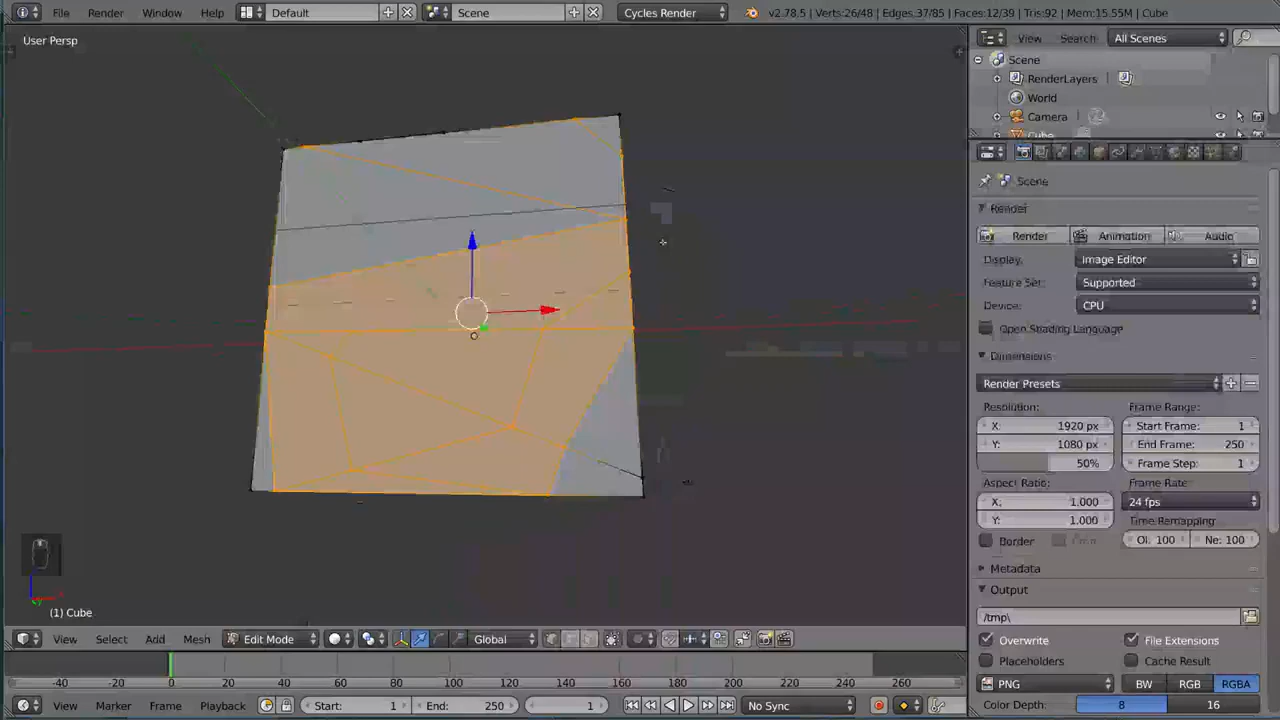 File Render Window Help Default Scene Cycles Render v2.78.5 | Verts:26/48 | Edges:37/85 | Faces:12/39 | Tris:92 | Mem:15.55M | Cube
User Persp
View Search All Scenes
Scene
RenderLayers
World
Camera
Cube
Scene
Render
Render Animation Audio
Display: Image Editor
Feature Set: Supported
Device: CPU
Open Shading Language
Dimensions
Render Presets
Resolution: Frame Range:
X: 1920 px Start Frame: 1
Y: 1080 px End Frame: 250
50% Frame Step: 1
Aspect Ratio: Frame Rate:
X: 1.000 24 fps
Y: 1.000 Time Remapping:
Border Ol: 100 Ne: 100
Metadata
Output
/tmp\
Overwrite File Extensions
Placeholders Cache Result
PNG BW RGB RGBA
Color Depth: 8 16
(1) Cube
View Select Add Mesh Edit Mode Global
-40 -20 0 20 40 60 80 100 120 140 160 180 200 220 240 260
View Marker Frame Playback Start: 1 End: 250 1 No Sync